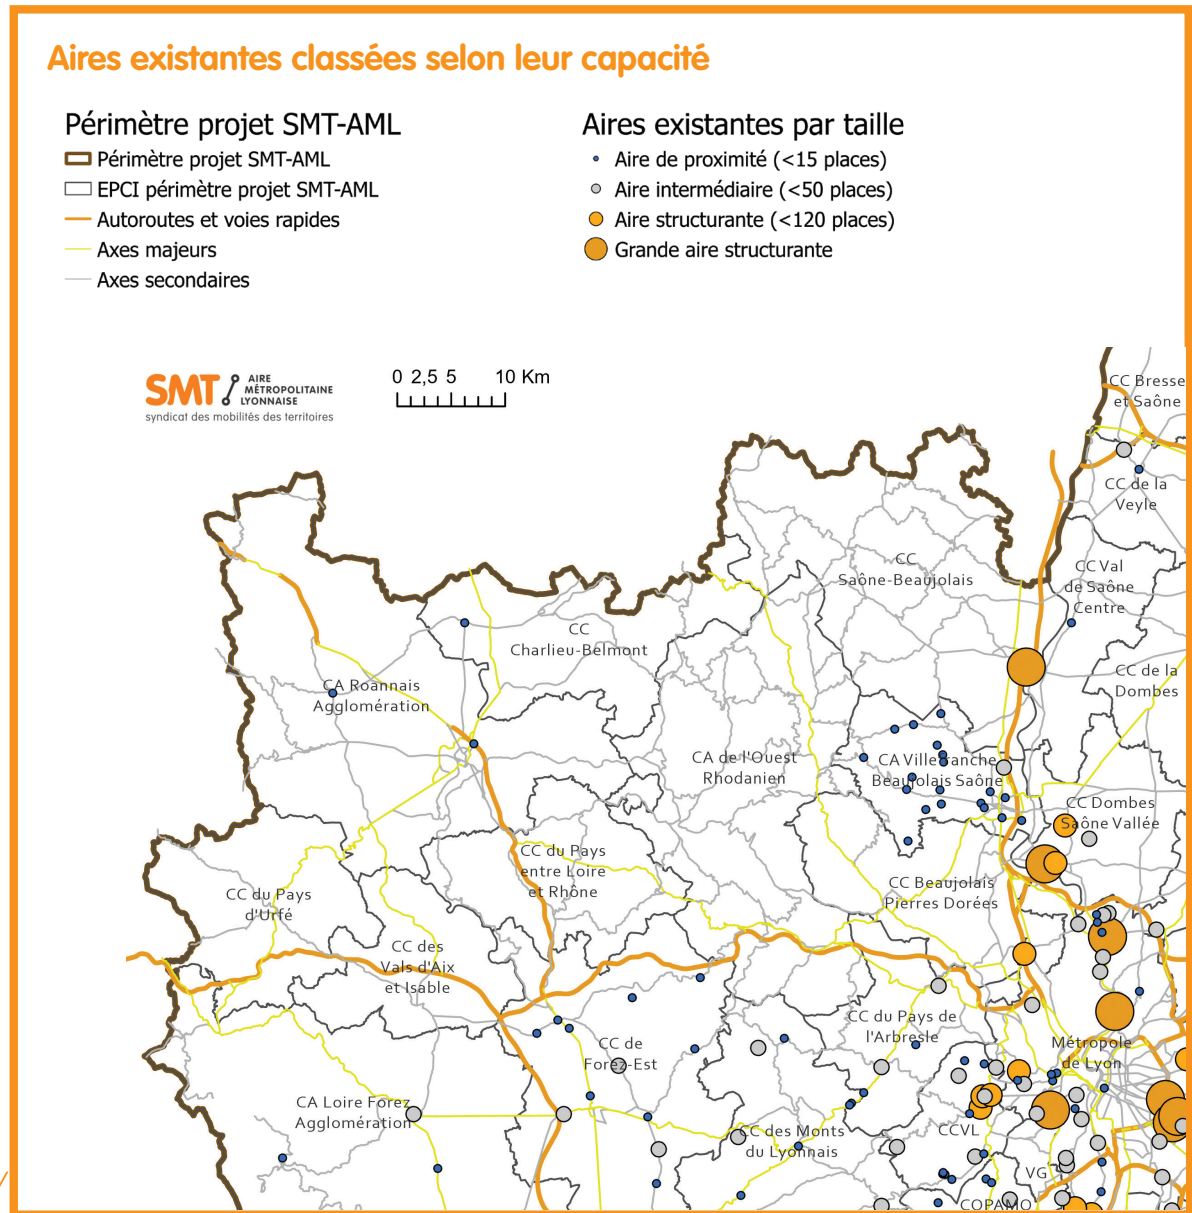 Aires existantes classées selon leur capacité
Périmètre projet SMT-AML
Périmètre projet SMT-AML
EPCI périmètre projet SMT-AML
Autoroutes et voies rapides
Axes majeurs
Axes secondaires
Aires existantes par taille
Aire de proximité (<15 places)
Aire intermédiaire (<50 places)
Aire structurante (<120 places)
Grande aire structurante
SMT
AIRE
MÉTROPOLITAINE
LYONNAISE
syndicat des mobilités des territoires
0 2,5 5 10 Km
CC Bresse
et Saône
CC de la
Veyle
CC
Saône-Beaujolais
CC Val
de Saône
Centre
CC
Charlieu-Belmont
CC de la
Dombes
CA Roannais
Agglomération
CA de l'Ouest
Rhodanien
CA Villefranche
Beaujolais Saône
CC Dombes
Saône Vallée
CC du Pays
entre Loire
et Rhône
CC Beaujolais
Pierres Dorées
CC du Pays
d'Urfé
CC des
Vals d'Aix
et Isable
CC du Pays de
l'Arbresle
CC de
Forez-Est
Métropole
de Lyon
CA Loire Forez
Agglomération
CC des Monts
du Lyonnais
CCVL
VG
COPAMO